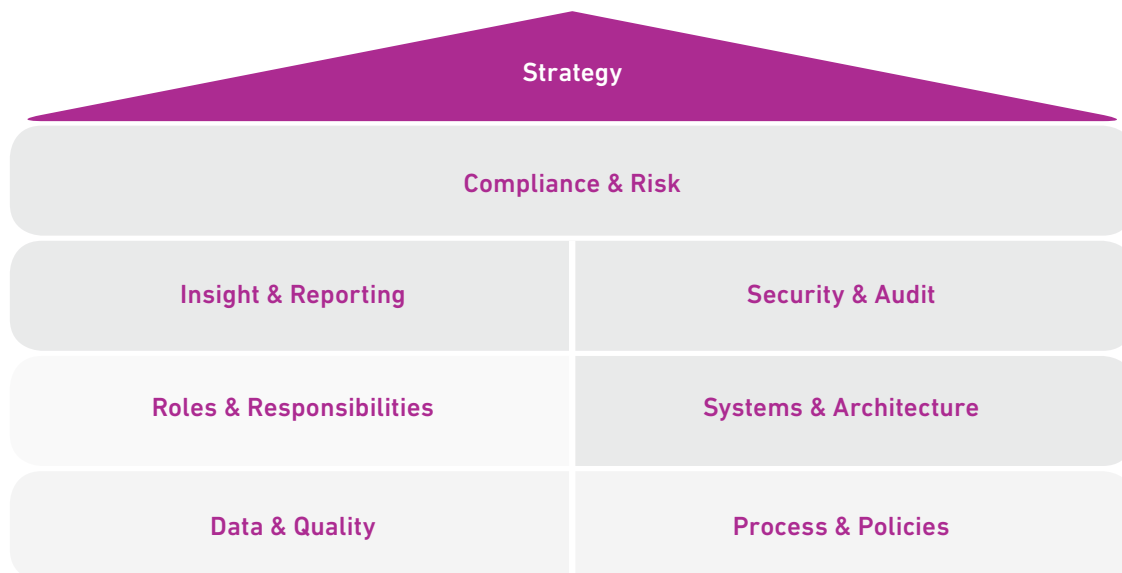 Strategy
Compliance & Risk
Insight & Reporting
Security & Audit
Roles & Responsibilities
Systems & Architecture
Data & Quality
Process & Policies